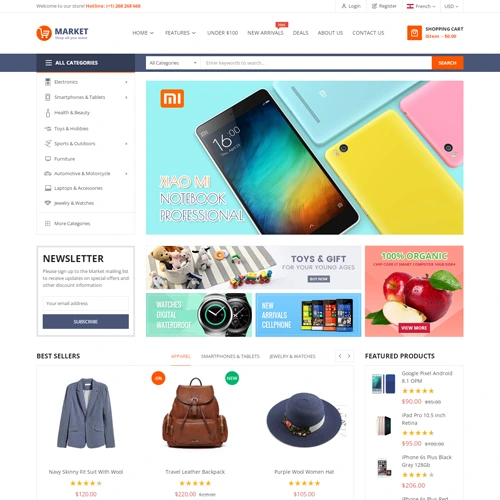 Welcome to our store! Hotline: (+1) 268 268 668
Login
Register
French
USD
MARKET
Shop all you want
HOME
FEATURES
UNDER $100
NEW ARRIVALS
DEALS
ABOUT US
CONTACT US
SHOPPING CART
0item - $0.00
ALL CATEGORIES
All Categories
Enter keywords to search...
SEARCH
Electronics
Smartphones & Tablets
Health & Beauty
Toys & Hobbies
Sports & Outdoors
Furniture
Automotive & Motorcycle
Laptops & Accessories
Jewelry & Watches
More Categories
XIAO MI
NOTEBOOK
PROFESSIONAL
NEWSLETTER
Please sign up to the Market mailing list
to receive updates on special offers and
other discount information
Your email address
SUBSCRIBE
TOYS & GIFT
FOR YOUNG AGES
BUY NOW
WATCHES
DIGITAL
WATERDROOF
NEW
ARRIVALS
CELLPHONE
100% ORGANIC
VIEW MORE
BEST SELLERS
APPAREL
SMARTPHONES & TABLETS
JEWELRY & WATCHES
FEATURED PRODUCTS
NEW
Navy Skinny Fit Suit With Wool
$120.00
Travel Leather Backpack
$220.00 $235.00
Purple Wool Women Hat
$105.00
Google Pixel Android
8.1 OPM
$90.00 $95.00
iPad Pro 10.5 inch
Retina
$95.00 $100.00
iPhone 6s Plus Black
Gray 128Gb
$206.00
iPhone 6s Plus